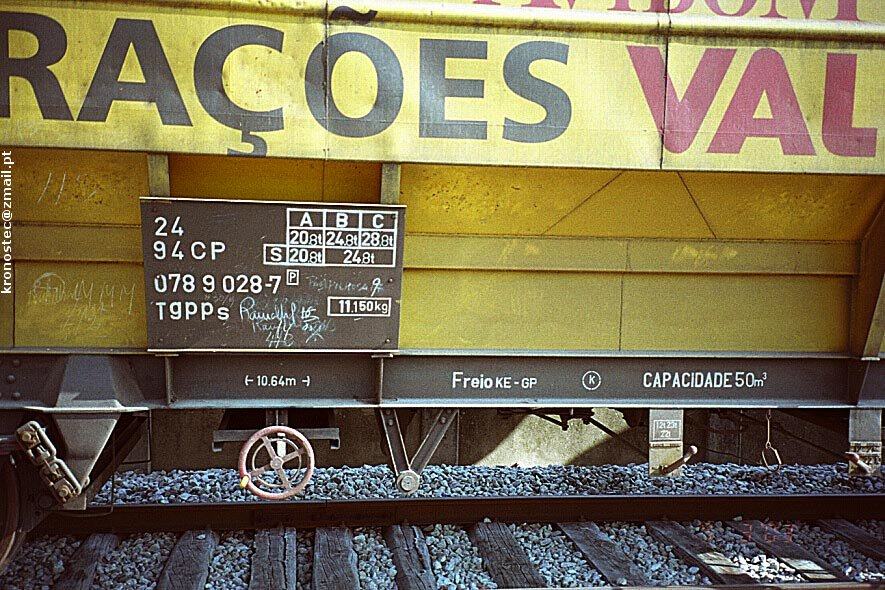 RAÇÕES VAL
kronostec@zmail.pt
24
94 CP
078 9 028-7 P
Tgpps
A B C
20.8t 24.8t 28.8t
S 20.8t 24.8t
11.150kg
(- 10.64m -)
Freio KE - GP
K
CAPACIDADE 50m³